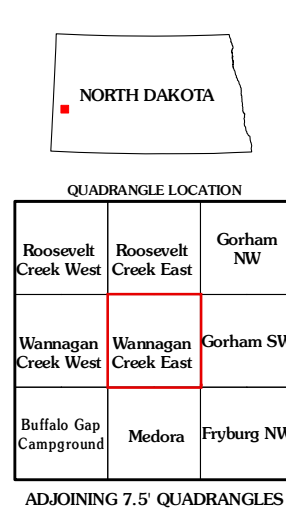 NORTH DAKOTA
QUADRANGLE LOCATION
Roosevelt
Creek West
Roosevelt
Creek East
Gorham
NW
Wannagan
Creek West
Wannagan
Creek East
Gorham SW
Buffalo Gap
Campground
Medora
Fryburg NW
ADJOINING 7.5' QUADRANGLES